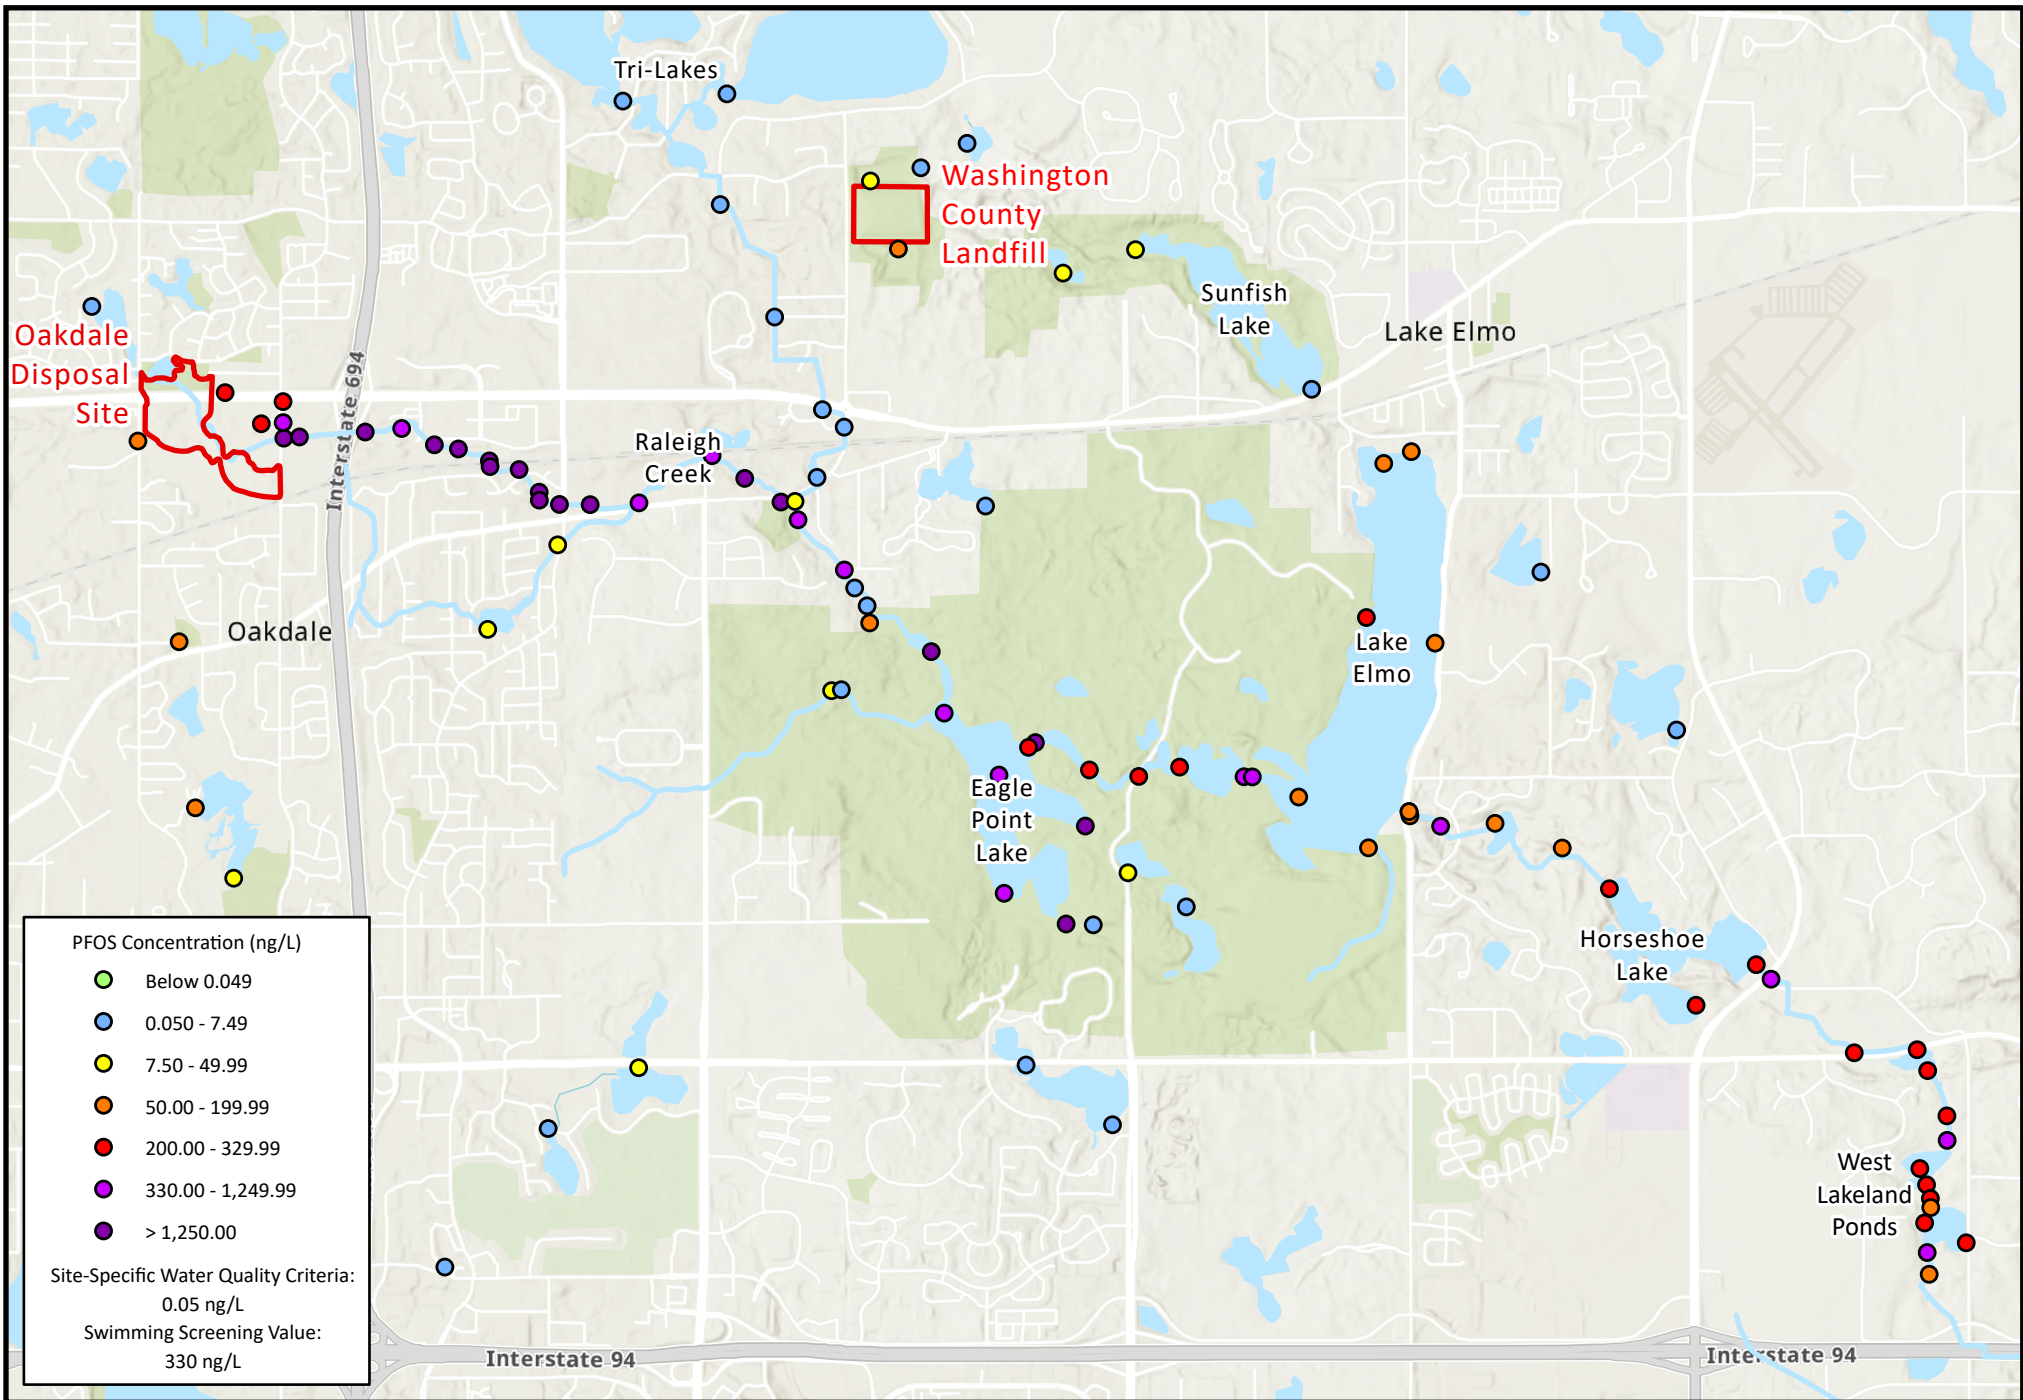 Tri-Lakes
Washington
County
Landfill
Sunfish
Lake
Lake Elmo
Oakdale
Disposal
Site
Interstate 694
Raleigh
Creek
Oakdale
Lake
Elmo
Eagle
Point
Lake
Horseshoe
Lake
West
Lakeland
Ponds
PFOS Concentration (ng/L)
Below 0.049
0.050 - 7.49
7.50 - 49.99
50.00 - 199.99
200.00 - 329.99
330.00 - 1,249.99
> 1,250.00
Site-Specific Water Quality Criteria:
0.05 ng/L
Swimming Screening Value:
330 ng/L
Interstate 94
Interstate 94